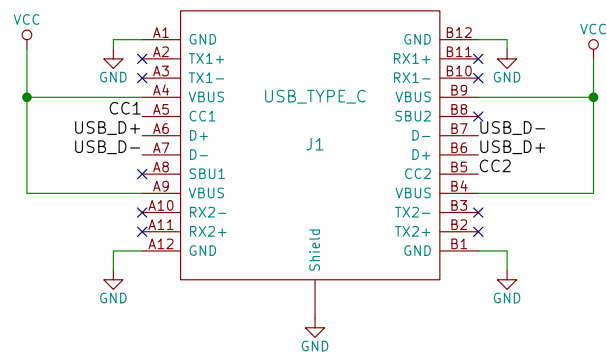 VCC
VCC
A1 GND GND B12
A2 TX1+ RX1+ B11
GND A3 TX1- RX1- B10 GND
A4 VBUS USB_TYPE_C VBUS B9
CC1 A5 CC1 SBU2 B8
USB_D+ A6 D+ D- B7 USB_D-
USB_D- A7 D- J1 D+ B6 USB_D+
A8 SBU1 CC2 B5 CC2
A9 VBUS VBUS B4
A10 RX2- TX2- B3
A11 RX2+ TX2+ B2
A12 GND Shield GND B1
GND GND
GND